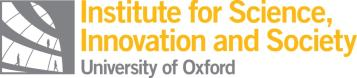 Institute for Science,
Innovation and Society
University of Oxford